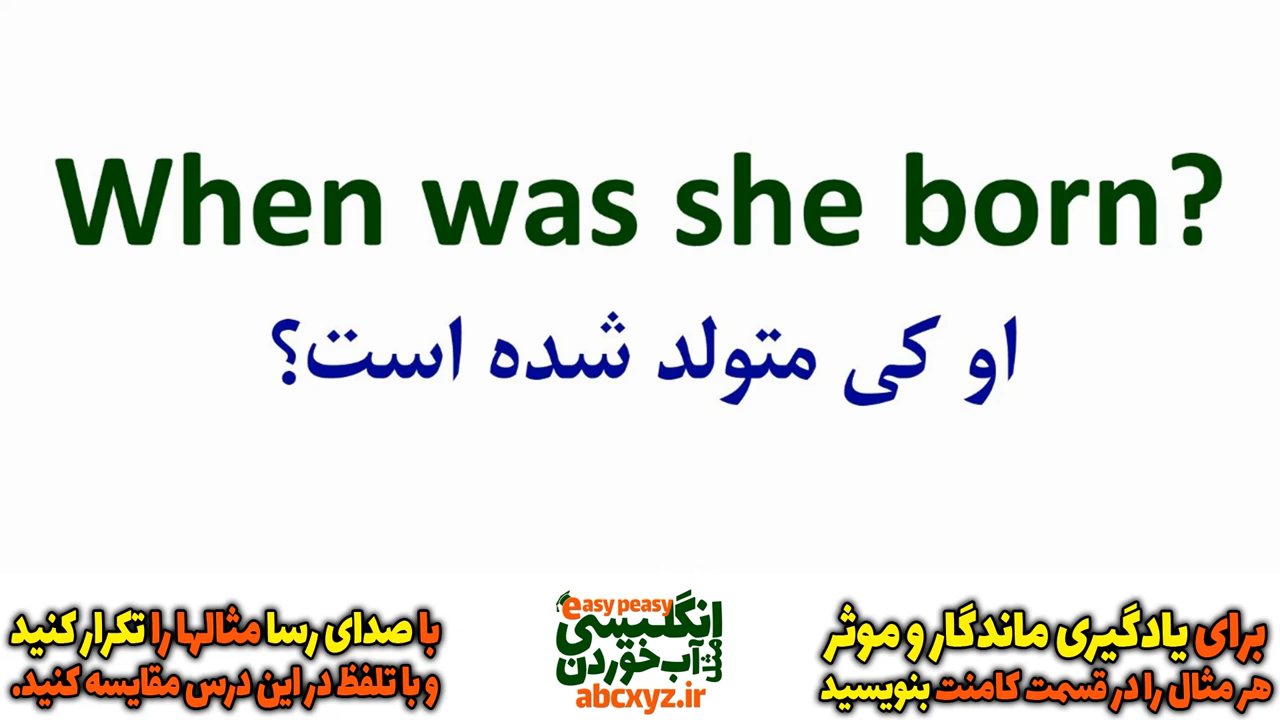 When was she born?
او کی متولد شده است؟
برای یادگیری ماندگار و موثر
هر مثال را در قسمت کامنت بنویسید
easy peasy
انگلیسی
مثل آب خوردن
abcxyz.ir
با صدای رسا مثالها را تکرار کنید
و با تلفظ در این درس مقایسه کنید.